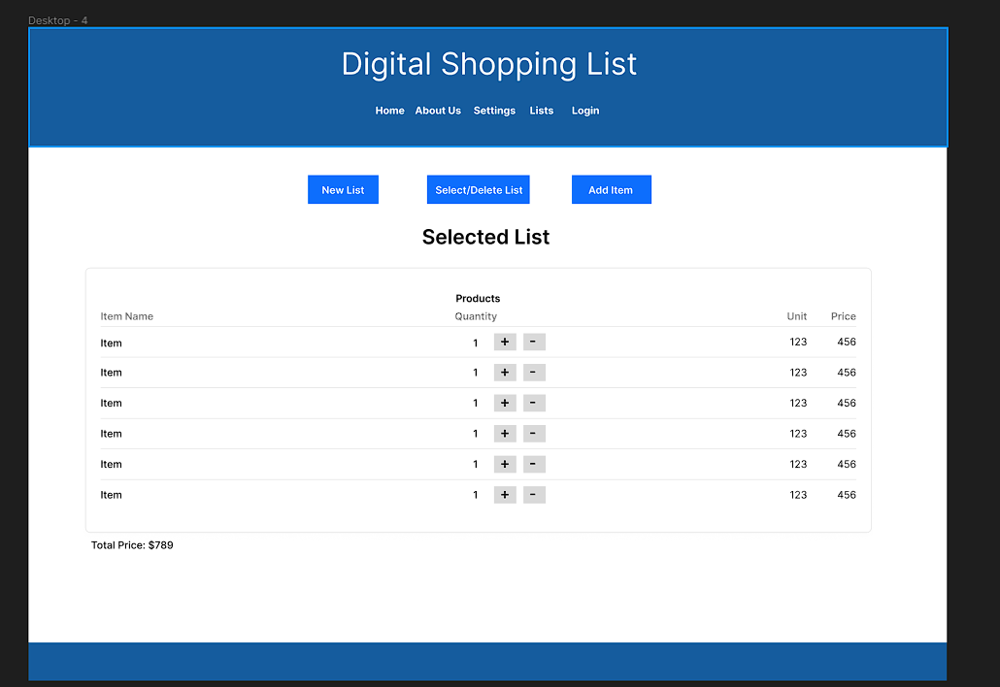 Desktop - 4
Digital Shopping List
Home About Us Settings Lists Login
New List Select/Delete List Add Item
Selected List
Products
Item Name Quantity Unit Price
Item 1 + - 123 456
Item 1 + - 123 456
Item 1 + - 123 456
Item 1 + - 123 456
Item 1 + - 123 456
Item 1 + - 123 456
Total Price: $789